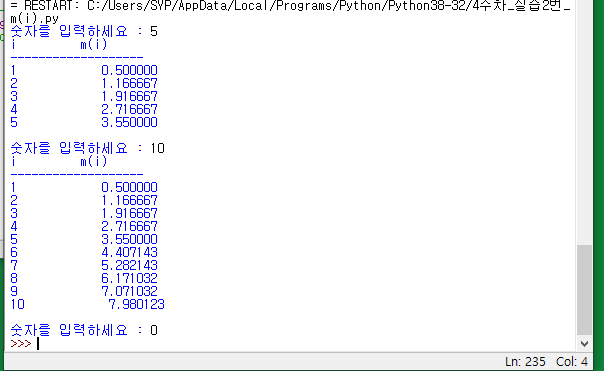 = RESTART: C:/Users/SYP/AppData/Local/Programs/Python/Python38-32/4주차_실습2번_
m(i).py
숫자를 입력하세요 : 5
i m(i)
-------------------
1 0.500000
2 1.166667
3 1.916667
4 2.716667
5 3.550000
숫자를 입력하세요 : 10
i m(i)
-------------------
1 0.500000
2 1.166667
3 1.916667
4 2.716667
5 3.550000
6 4.407143
7 5.282143
8 6.171032
9 7.071032
10 7.980123
숫자를 입력하세요 : 0
>>>
Ln: 235 Col: 4